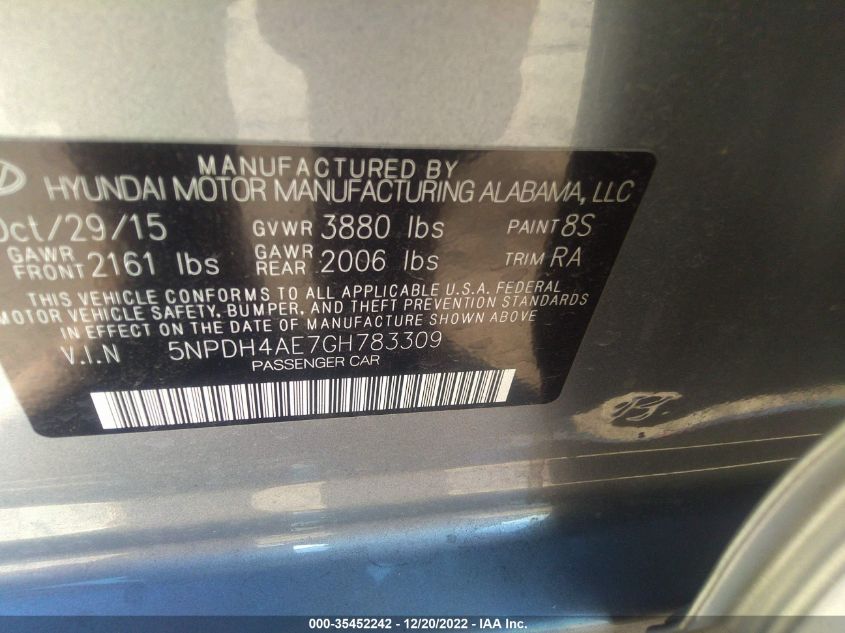 MANUFACTURED BY
HYUNDAI MOTOR MANUFACTURING ALABAMA, LLC
Oct/29/15 GVWR 3880 lbs PAINT 8S
GAWR FRONT 2161 lbs GAWR REAR 2006 lbs TRIM RA
THIS VEHICLE CONFORMS TO ALL APPLICABLE U.S.A. FEDERAL
MOTOR VEHICLE SAFETY, BUMPER, AND THEFT PREVENTION STANDARDS
IN EFFECT ON THE DATE OF MANUFACTURE SHOWN ABOVE
V.I.N 5NPDH4AE7GH783309
PASSENGER CAR
000-35452242 - 12/20/2022 - IAA Inc.